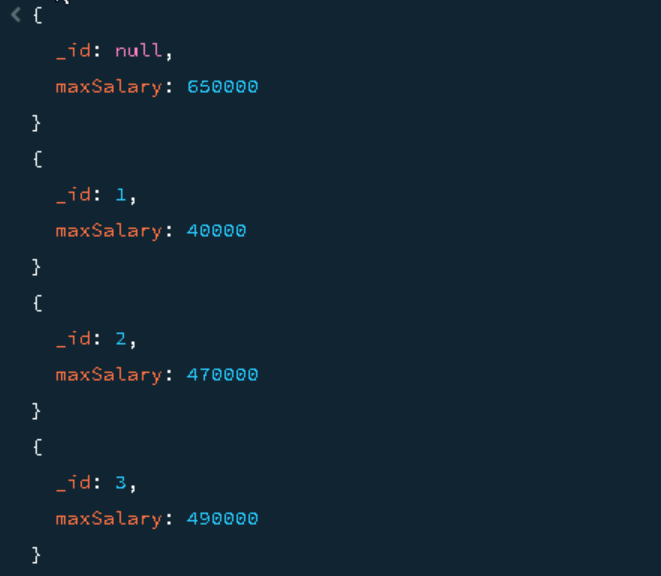 {
_id: null,
maxSalary: 650000
}
{
_id: 1,
maxSalary: 40000
}
{
_id: 2,
maxSalary: 470000
}
{
_id: 3,
maxSalary: 490000
}